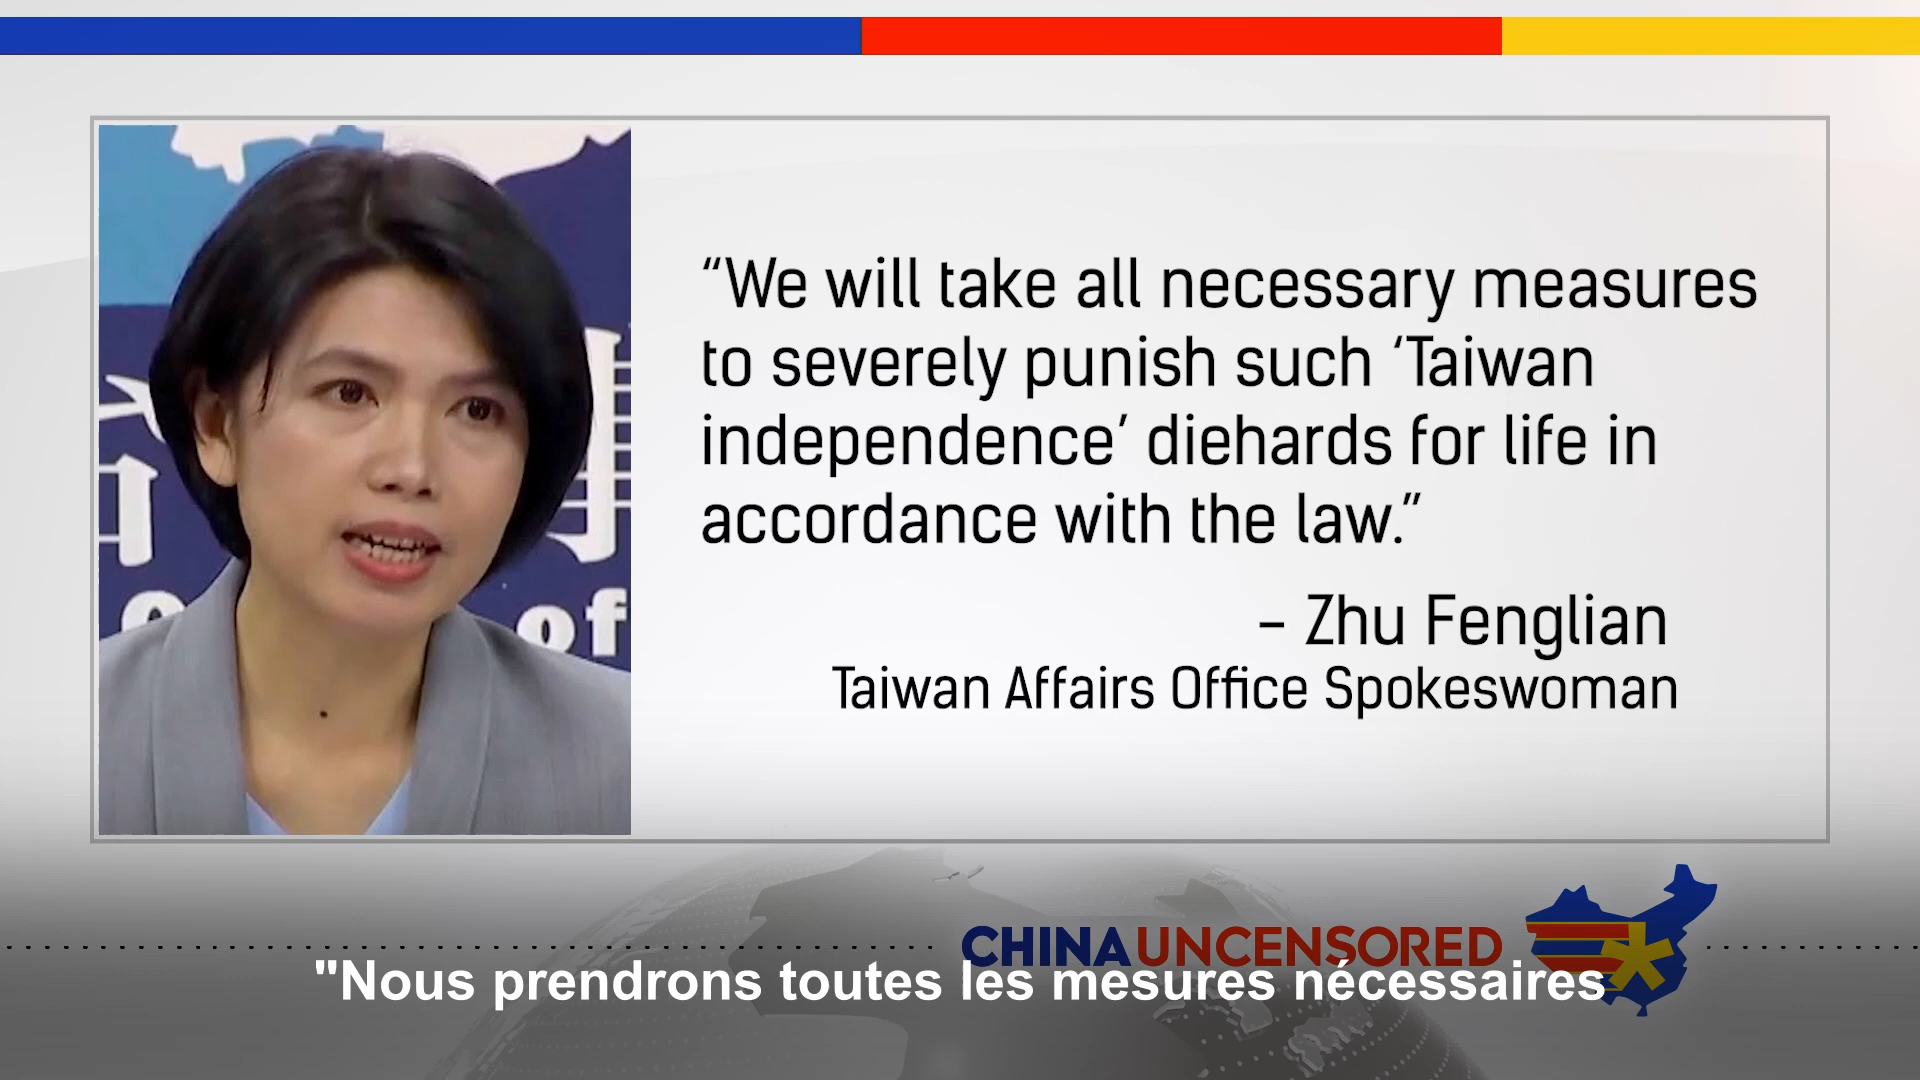 “We will take all necessary measures
to severely punish such ‘Taiwan
independence’ diehards for life in
accordance with the law.”
– Zhu Fenglian
Taiwan Affairs Office Spokeswoman
of
CHINA UNCENSORED
"Nous prendrons toutes les mesures nécessaires